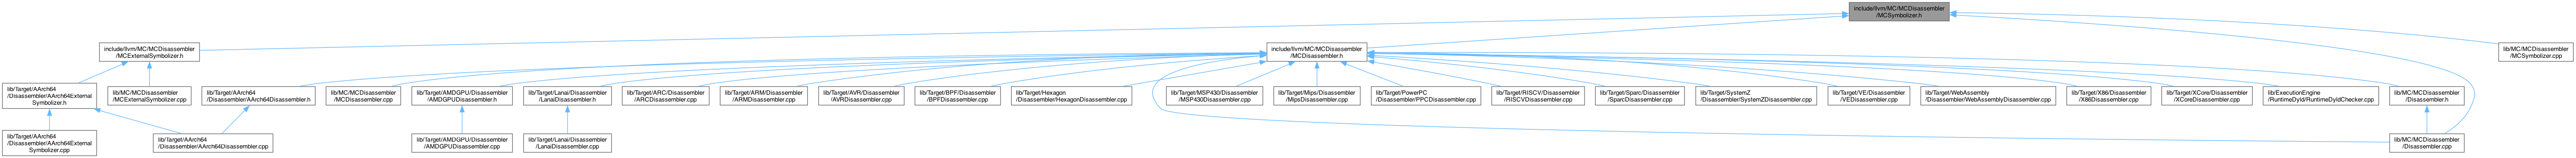 include/llvm/MC/MCDisassembler
/MCSymbolizer.h
include/llvm/MC/MCDisassembler
/MCExternalSymbolizer.h
include/llvm/MC/MCDisassembler
/MCDisassembler.h
lib/MC/MCDisassembler
/MCSymbolizer.cpp
lib/Target/AArch64
/Disassembler/AArch64External
Symbolizer.h
lib/MC/MCDisassembler
/MCExternalSymbolizer.cpp
lib/Target/AArch64
/Disassembler/AArch64Disassembler.h
lib/MC/MCDisassembler
/MCDisassembler.cpp
lib/Target/AMDGPU/Disassembler
/AMDGPUDisassembler.h
lib/Target/Lanai/Disassembler
/LanaiDisassembler.h
lib/Target/ARC/Disassembler
/ARCDisassembler.cpp
lib/Target/ARM/Disassembler
/ARMDisassembler.cpp
lib/Target/AVR/Disassembler
/AVRDisassembler.cpp
lib/Target/BPF/Disassembler
/BPFDisassembler.cpp
lib/Target/Hexagon
/Disassembler/HexagonDisassembler.cpp
lib/Target/MSP430/Disassembler
/MSP430Disassembler.cpp
lib/Target/Mips/Disassembler
/MipsDisassembler.cpp
lib/Target/PowerPC
/Disassembler/PPCDisassembler.cpp
lib/Target/RISCV/Disassembler
/RISCVDisassembler.cpp
lib/Target/Sparc/Disassembler
/SparcDisassembler.cpp
lib/Target/SystemZ
/Disassembler/SystemZDisassembler.cpp
lib/Target/VE/Disassembler
/VEDisassembler.cpp
lib/Target/WebAssembly
/Disassembler/WebAssemblyDisassembler.cpp
lib/Target/X86/Disassembler
/X86Disassembler.cpp
lib/Target/XCore/Disassembler
/XCoreDisassembler.cpp
lib/ExecutionEngine
/RuntimeDyld/RuntimeDyldChecker.cpp
lib/MC/MCDisassembler
/Disassembler.h
lib/Target/AArch64
/Disassembler/AArch64External
Symbolizer.cpp
lib/Target/AArch64
/Disassembler/AArch64Disassembler.cpp
lib/Target/AMDGPU/Disassembler
/AMDGPUDisassembler.cpp
lib/Target/Lanai/Disassembler
/LanaiDisassembler.cpp
lib/MC/MCDisassembler
/Disassembler.cpp